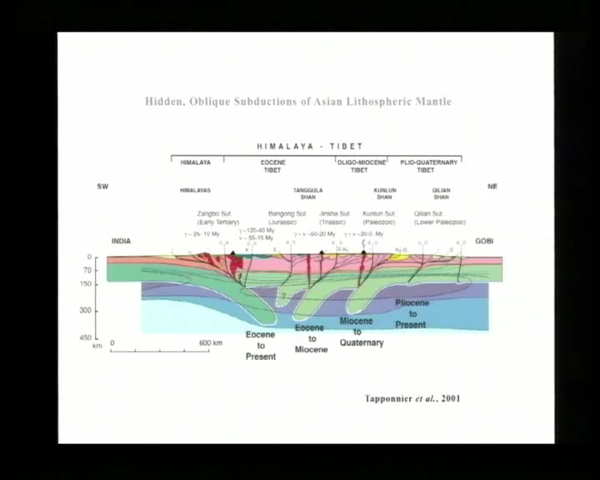 Hidden, Oblique Subductions of Asian Lithospheric Mantle
HIMALAYA - TIBET
HIMALAYA EOCENE TIBET OLIGO-MIOCENE TIBET PLIO-QUATERNARY TIBET
SW NE
HIMALAYAS TANGGULA SHAN KUNLUN SHAN QILIAN SHAN
Zangbo Sut (Early Tertiary) Bangong Sut (Jurassic) Jinsha Sut (Triassic) Kunlun Sut (Paleozoic) Qilian Sut (Lower Paleozoic)
INDIA GOBI
0
70
150
300
450
km
0 600 km
Eocene to Present
Eocene to Miocene
Miocene to Quaternary
Pliocene to Present
?
Tapponnier et al., 2001